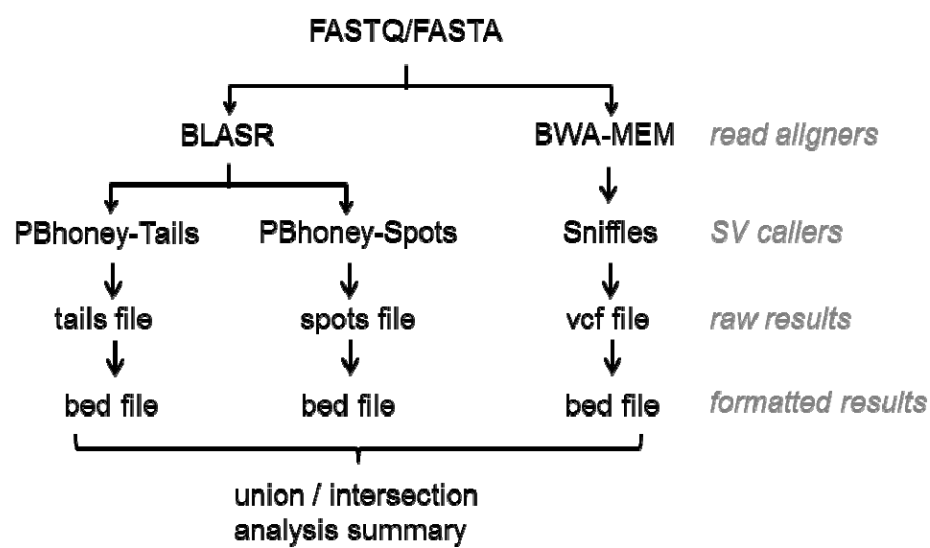 FASTQ/FASTA
BLASR BWA-MEM read aligners
PBhoney-Tails PBhoney-Spots Sniffles SV callers
tails file spots file vcf file raw results
bed file bed file bed file formatted results
union / intersection
analysis summary